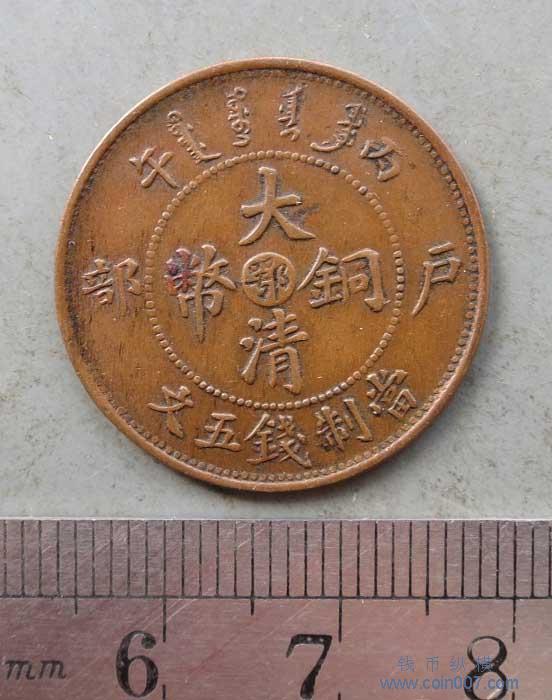 丙午
大清銅幣
鄂
戶部
當制錢五文
mm 6 7 8
钱币纵横
www.coin007.com